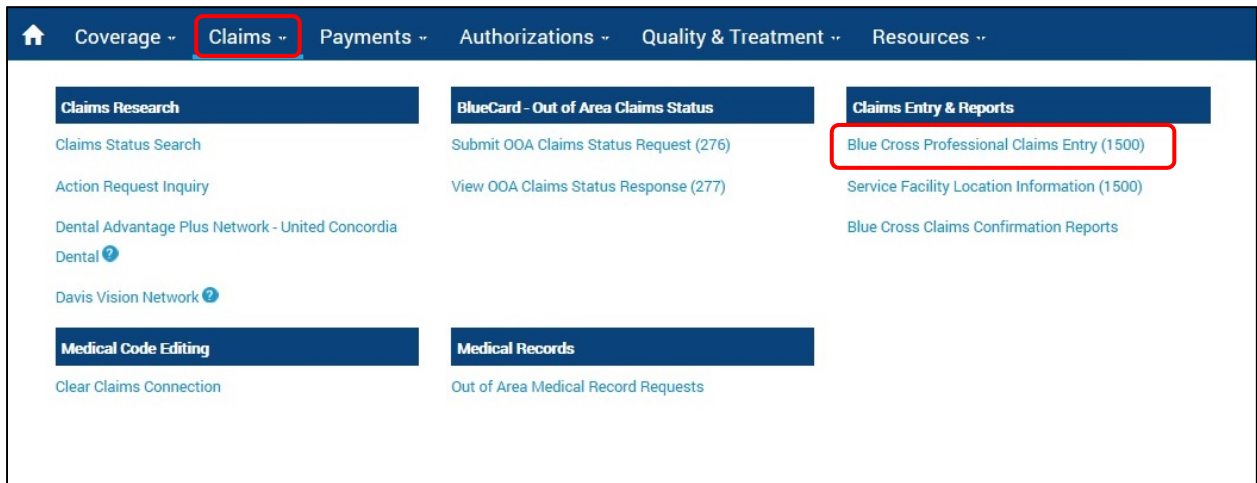 Coverage Claims Payments Authorizations Quality & Treatment Resources
Claims Research
Claims Status Search
Action Request Inquiry
Dental Advantage Plus Network - United Concordia
Dental ?
Davis Vision Network ?
BlueCard - Out of Area Claims Status
Submit OOA Claims Status Request (276)
View OOA Claims Status Response (277)
Claims Entry & Reports
Blue Cross Professional Claims Entry (1500)
Service Facility Location Information (1500)
Blue Cross Claims Confirmation Reports
Medical Code Editing
Clear Claims Connection
Medical Records
Out of Area Medical Record Requests